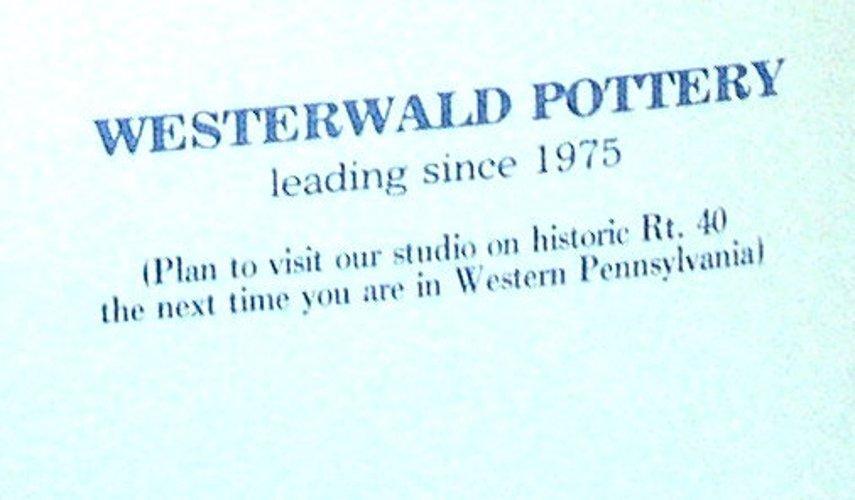 WESTERWALD POTTERY
leading since 1975
(Plan to visit our studio on historic Rt. 40
the next time you are in Western Pennsylvania)